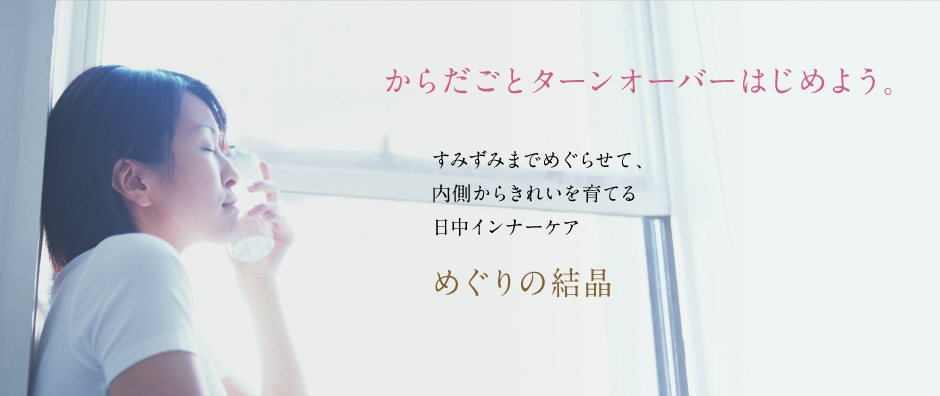 からだごとターンオーバーはじめよう。
すみずみまでめぐらせて、
内側からきれいを育てる
日中インナーケア
めぐりの結晶